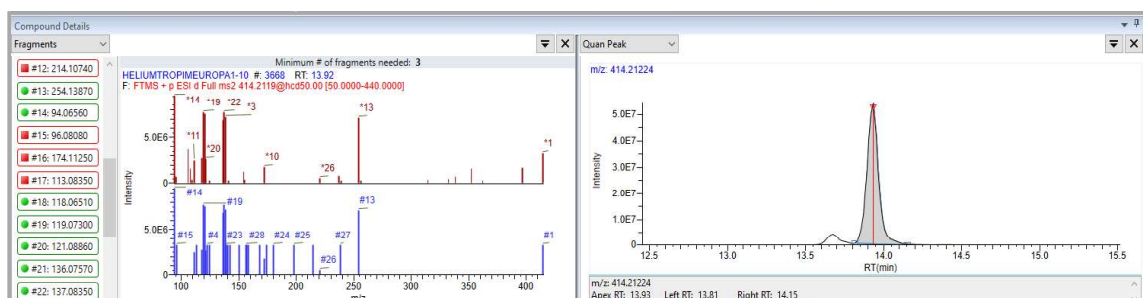 Compound Details
Fragments
#12: 214.10740
#13: 254.13870
#14: 94.06560
#15: 96.08080
#16: 174.11250
#17: 113.08350
#18: 118.06510
#19: 119.07300
#20: 121.08860
#21: 136.07570
#22: 137.08350
Minimum # of fragments needed: 3
HELIUMTROPIMEUROPA1-10 #: 3668 RT: 13.92
F: FTMS + p ESI d Full ms2 414.2119@hcd50.00 [50.0000-440.0000]
*14 *19 *22 *3 *13
*11 *20 *10 *26 *1
5.0E6
0
Intensity
#14 #19 #13
5.0E6
#15 #4 #23 #28 #24 #25 #27 #1
#26
0
100 150 200 250 300 350 400
m/z
Quan Peak
m/z: 414.21224
5.0E7
4.0E7
3.0E7
2.0E7
1.0E7
0
Intensity
12.5 13.0 13.5 14.0 14.5 15.0 15.5
RT(min)
m/z: 414.21224
Apex RT: 13.93 Left RT: 13.81 Right RT: 14.15